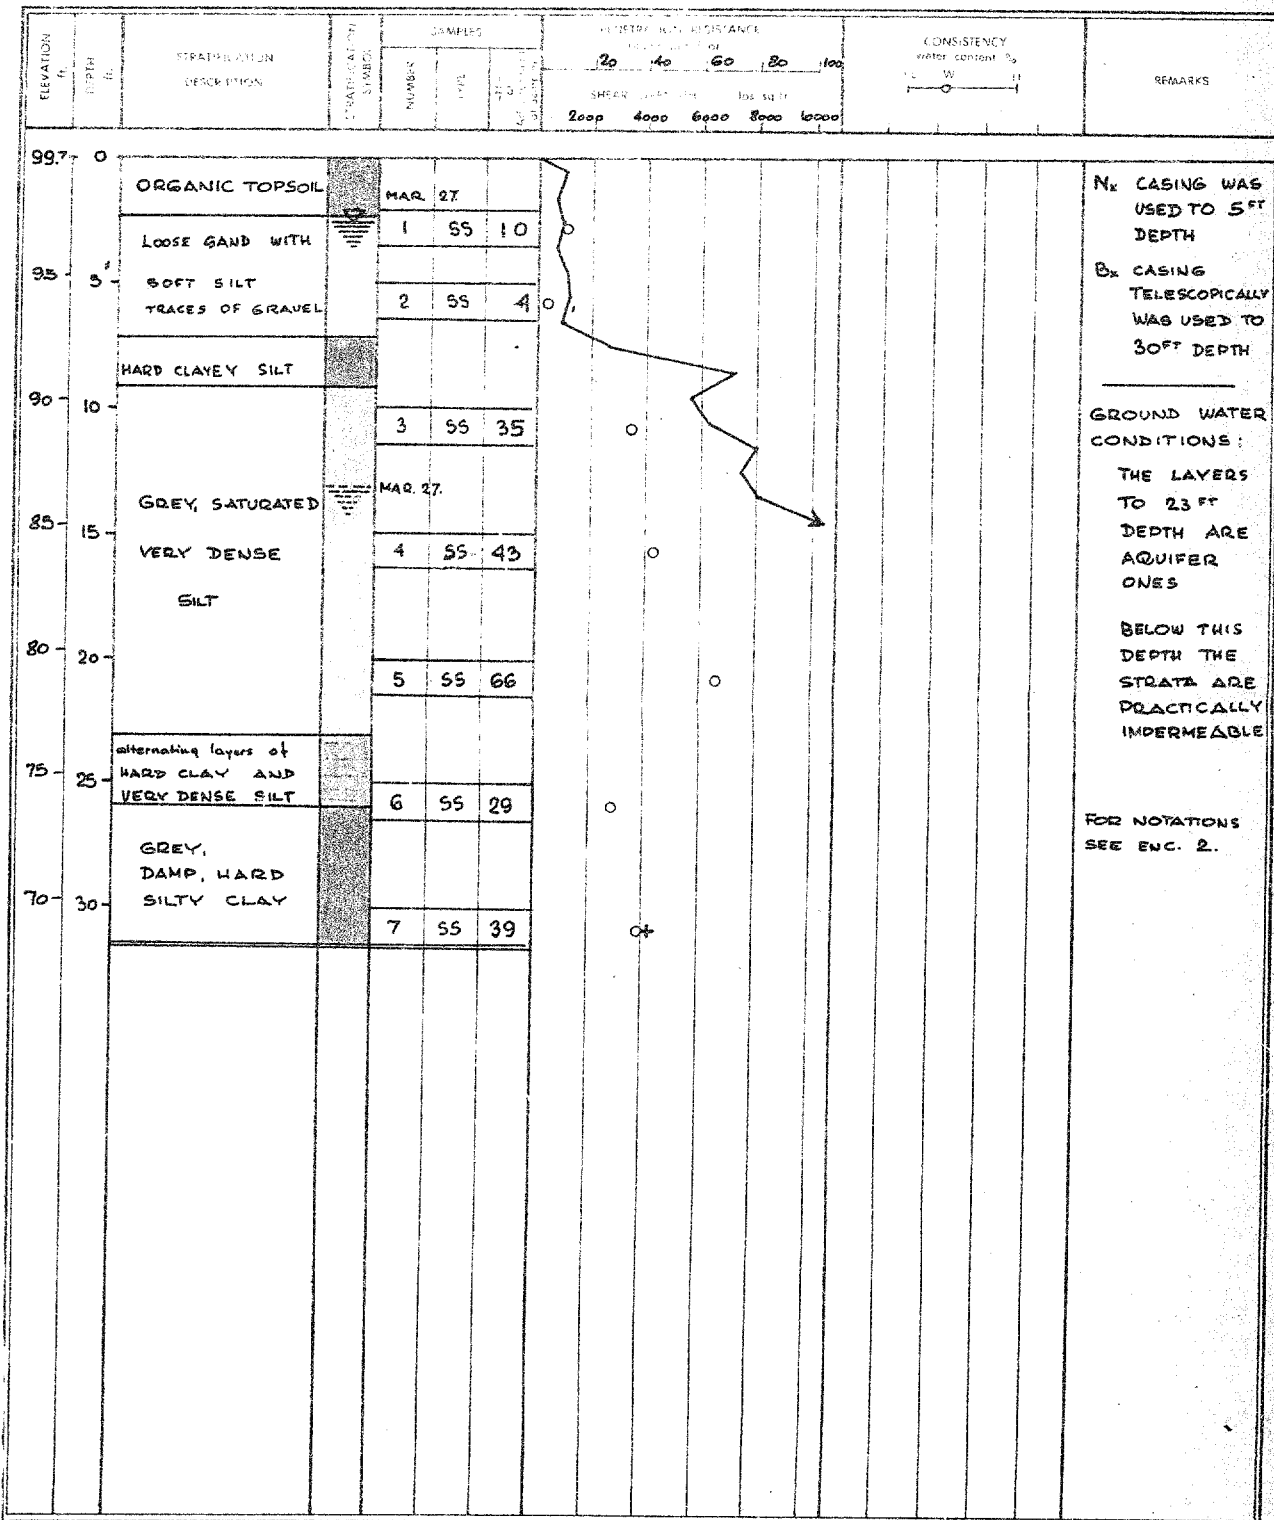 ELEVATION ft.
DEPTH ft.
STRATIFICATION
DESCRIPTION
STRATIFICATION
SYMBOL
SAMPLES
NUMBER
TYPE
PENETRATION RESISTANCE
20 40 60 80 100
SHEAR lbs sq ft
2000 4000 6000 8000 10000
CONSISTENCY
water content %
W
REMARKS
99.7 0
ORGANIC TOPSOIL
MAR. 27.
1 SS 10
LOOSE SAND WITH
SOFT SILT
TRACES OF GRAVEL
95 5
2 SS 4
HARD CLAYEY SILT
90 10
3 SS 35
MAR. 27.
GREY, SATURATED
VERY DENSE
SILT
85 15
4 SS 43
80 20
5 SS 66
alternating layers of
HARD CLAY AND
VERY DENSE SILT
75 25
6 SS 29
GREY,
DAMP, HARD
SILTY CLAY
70 30
7 SS 39
Nx CASING WAS
USED TO 5FT
DEPTH
Bx CASING
TELESCOPICALLY
WAS USED TO
30FT DEPTH
GROUND WATER
CONDITIONS:
THE LAYERS
TO 23 FT
DEPTH ARE
AQUIFER
ONES
BELOW THIS
DEPTH THE
STRATA ARE
PRACTICALLY
IMPERMEABLE
FOR NOTATIONS
SEE ENC. 2.